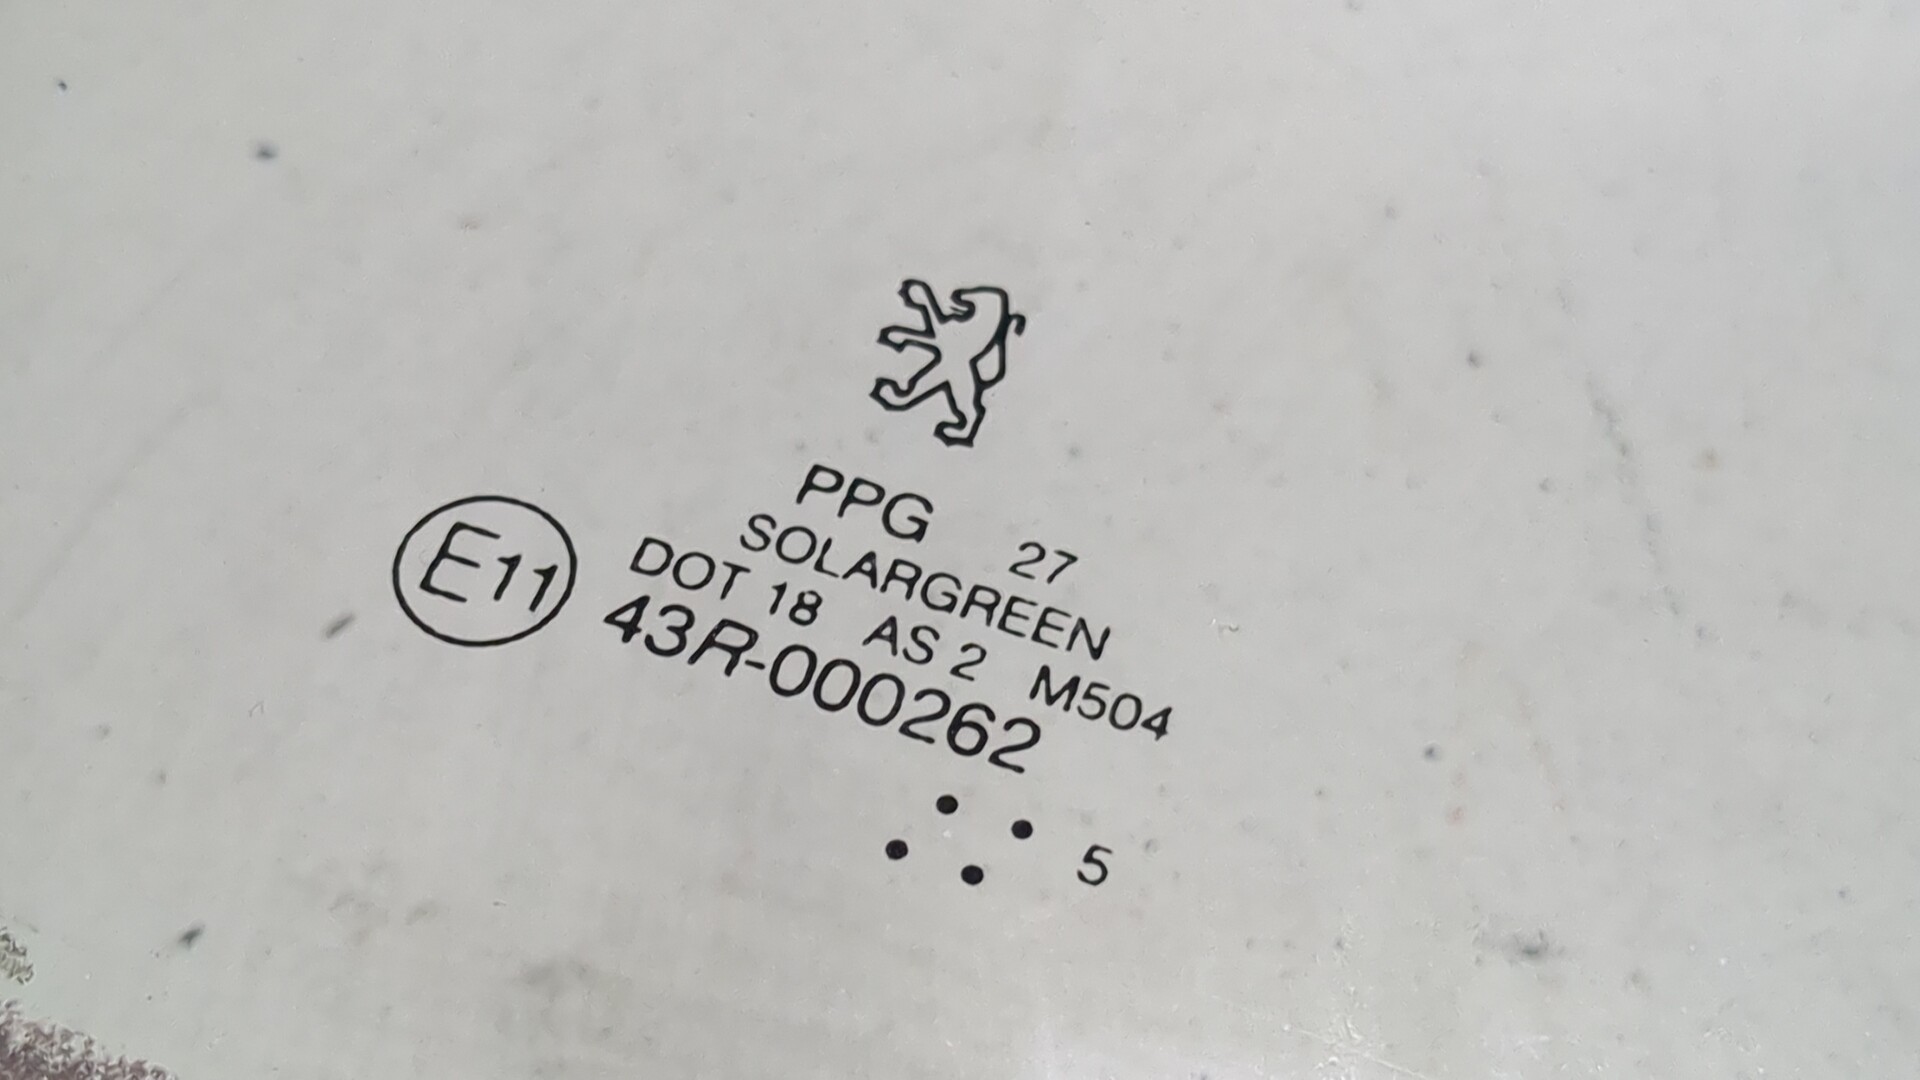 PPG 27
SOLARGREEN
E11
DOT 18 AS 2 M504
43R-000262
5